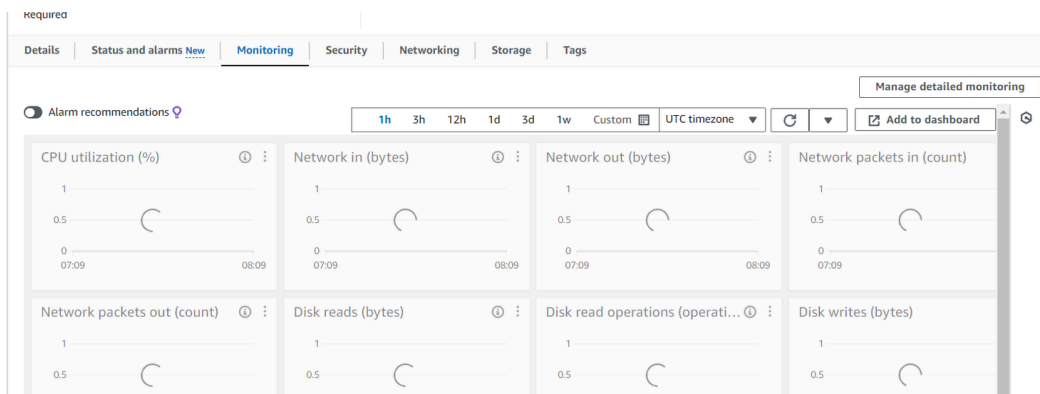 Required
Details Status and alarms New Monitoring Security Networking Storage Tags
Manage detailed monitoring
Alarm recommendations 1h 3h 12h 1d 3d 1w Custom UTC timezone Add to dashboard
CPU utilization (%) Network in (bytes) Network out (bytes) Network packets in (count)
1 1 1 1
0.5 0.5 0.5 0.5
0 0 0 0
07:09 08:09 07:09 08:09 07:09 08:09 07:09
Network packets out (count) Disk reads (bytes) Disk read operations (operati... Disk writes (bytes)
1 1 1 1
0.5 0.5 0.5 0.5